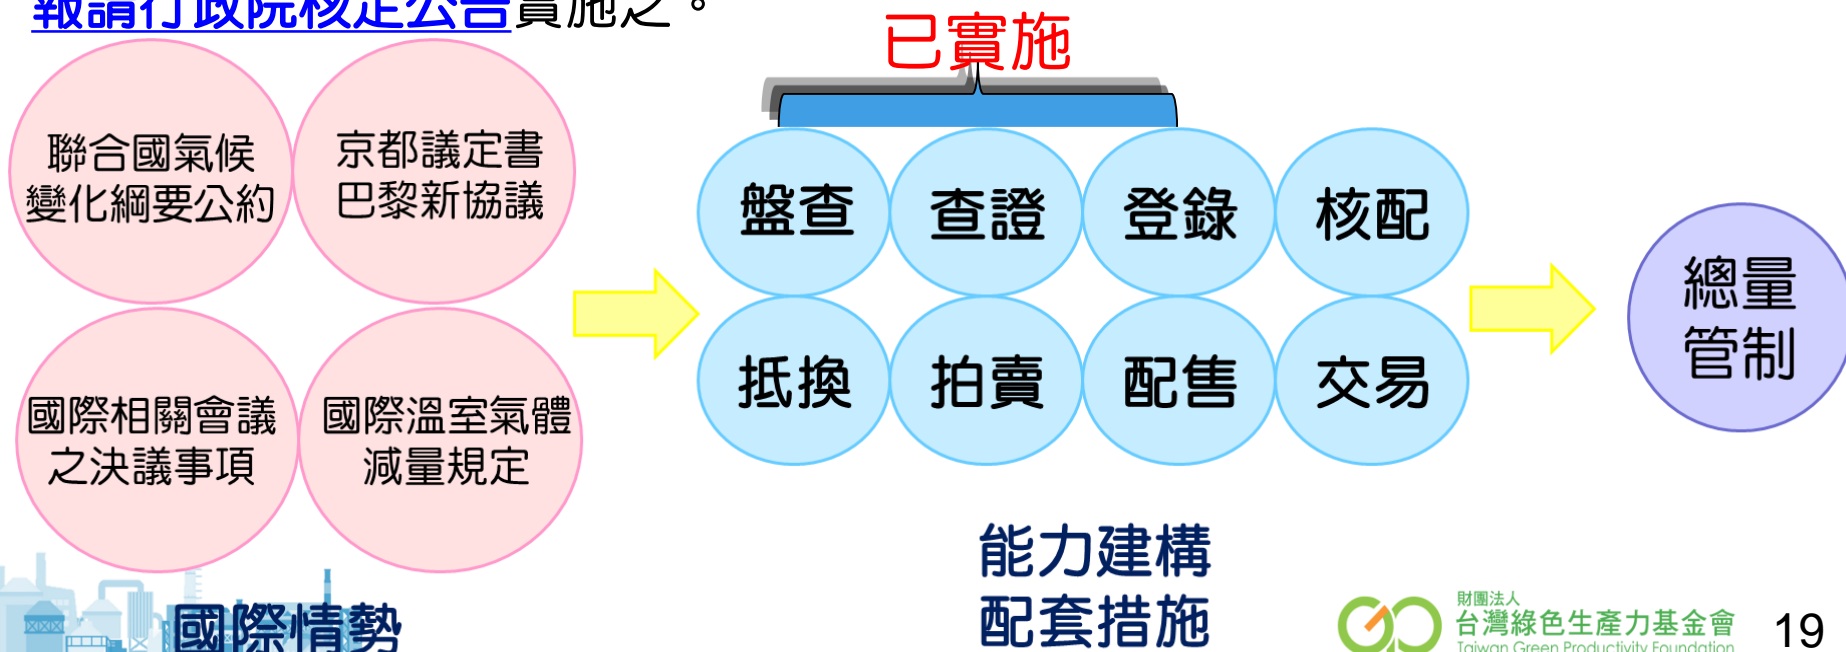 報請行政院核定公告實施之。
已實施
聯合國氣候
變化綱要公約
京都議定書
巴黎新協議
國際相關會議
之決議事項
國際溫室氣體
減量規定
國際情勢
盤查
查證
登錄
核配
抵換
拍賣
配售
交易
能力建構
配套措施
總量
管制
財團法人
台灣綠色生產力基金會
Taiwan Green Productivity Foundation
19